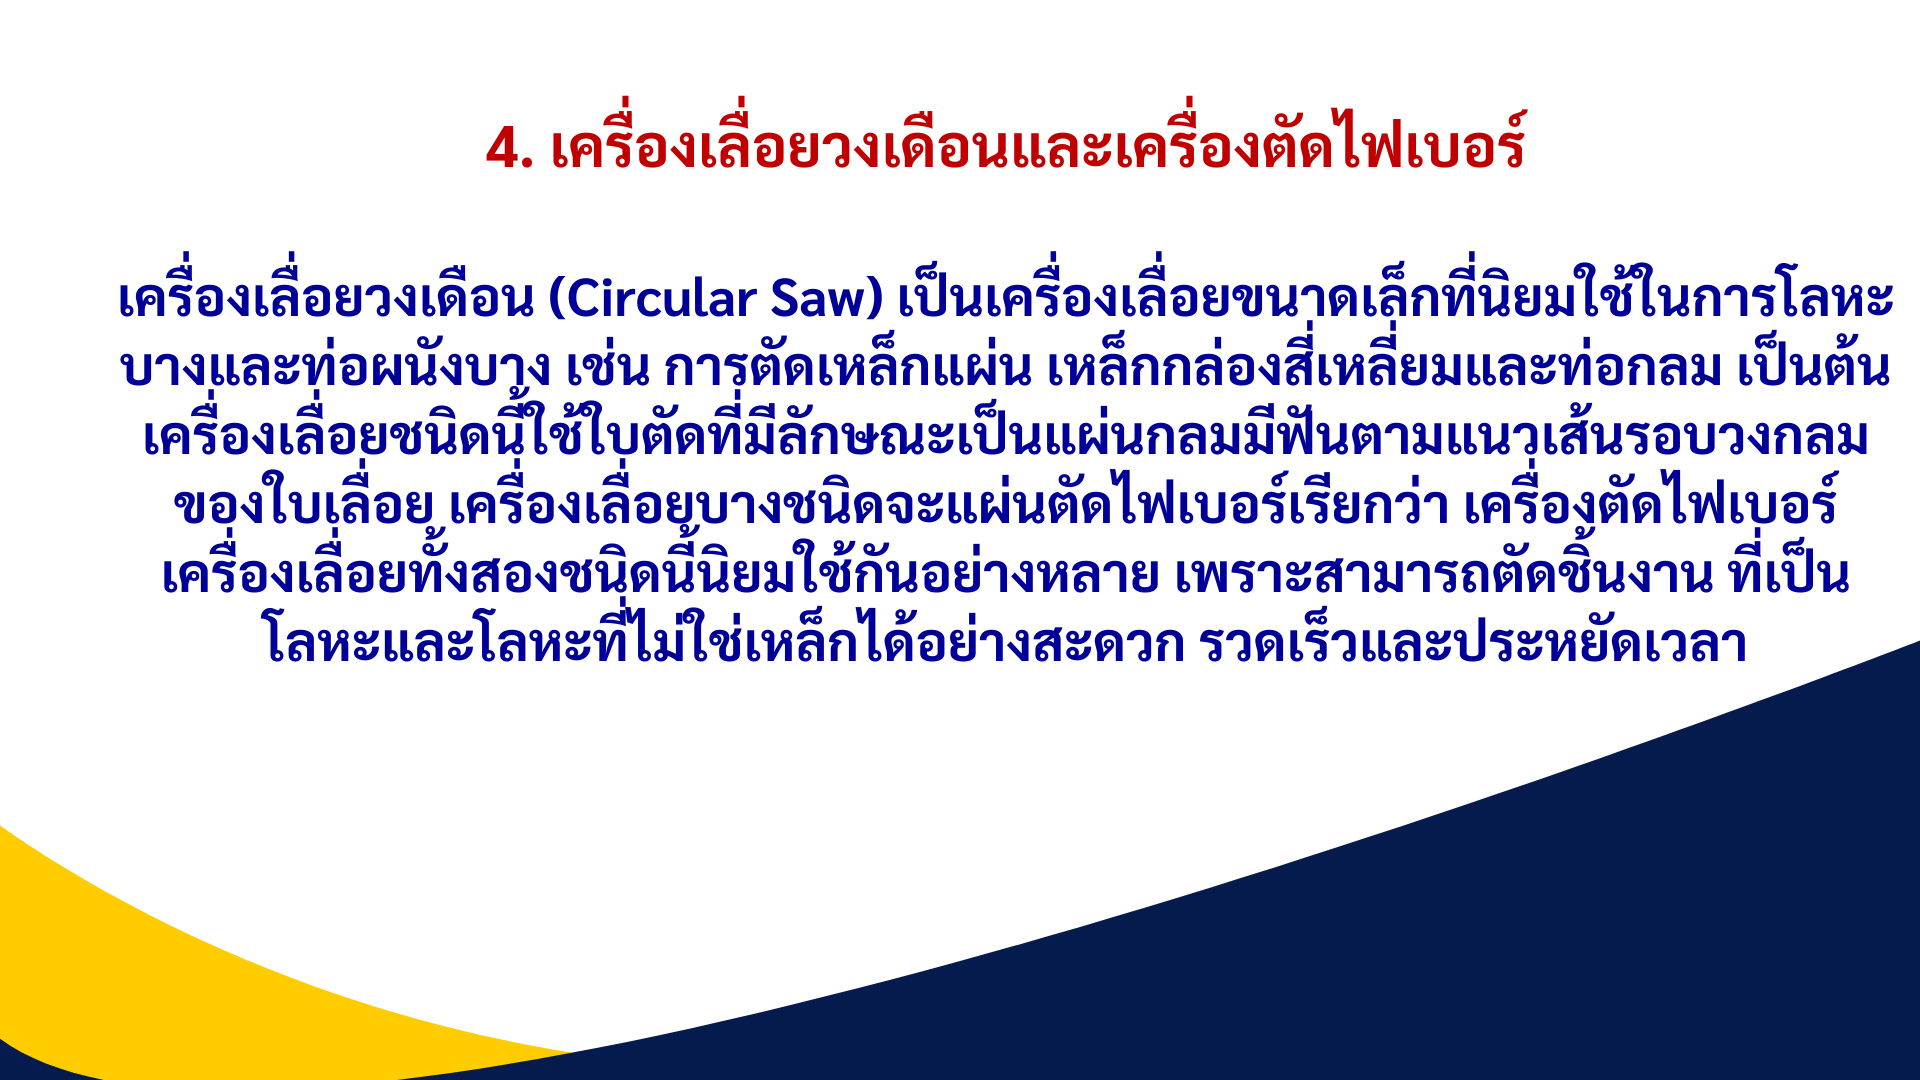 4. เครื่องเลื่อยวงเดือนและเครื่องตัดไฟเบอร์
เครื่องเลื่อยวงเดือน (Circular Saw) เป็นเครื่องเลื่อยขนาดเล็กที่นิยมใช้ในการโลหะ
บางและท่อผนังบาง เช่น การตัดเหล็กแผ่น เหล็กกล่องสี่เหลี่ยมและท่อกลม เป็นต้น
เครื่องเลื่อยชนิดนี้ใช้ใบตัดที่มีลักษณะเป็นแผ่นกลมมีฟันตามแนวเส้นรอบวงกลม
ของใบเลื่อย เครื่องเลื่อยบางชนิดจะแผ่นตัดไฟเบอร์เรียกว่า เครื่องตัดไฟเบอร์
เครื่องเลื่อยทั้งสองชนิดนี้นิยมใช้กันอย่างหลาย เพราะสามารถตัดชิ้นงาน ที่เป็น
โลหะและโลหะที่ไม่ใช่เหล็กได้อย่างสะดวก รวดเร็วและประหยัดเวลา